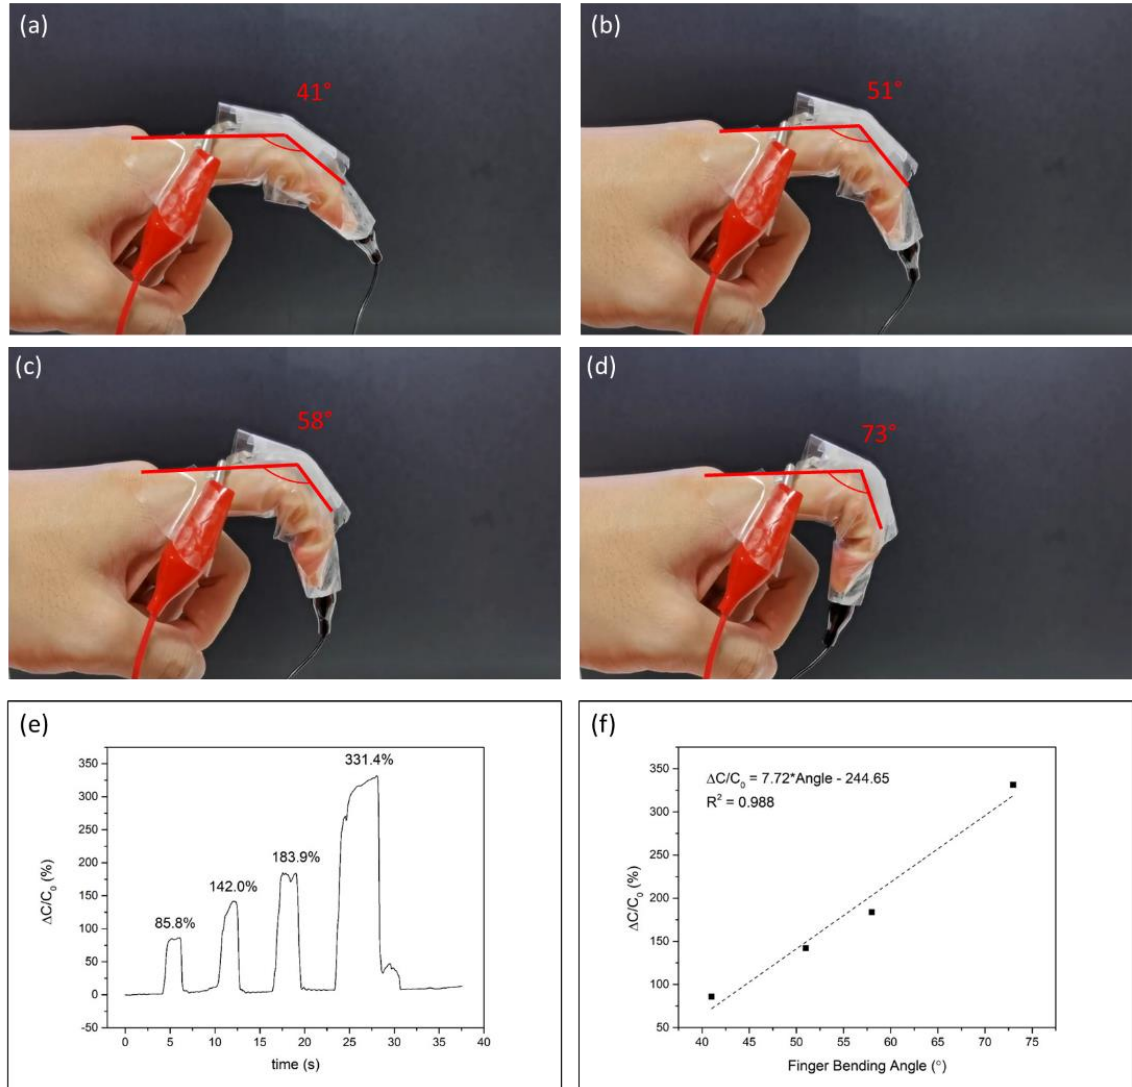 (a)
41°
(b)
51°
(c)
58°
(d)
73°
(e)
350
300
250
200
150
100
50
0
-50
0 5 10 15 20 25 30 35 40
ΔC/C₀ (%)
time (s)
85.8%
142.0%
183.9%
331.4%
(f)
350
300
250
200
150
100
50
40 45 50 55 60 65 70 75
ΔC/C₀ (%)
Finger Bending Angle (°)
ΔC/C₀ = 7.72*Angle - 244.65
R² = 0.988